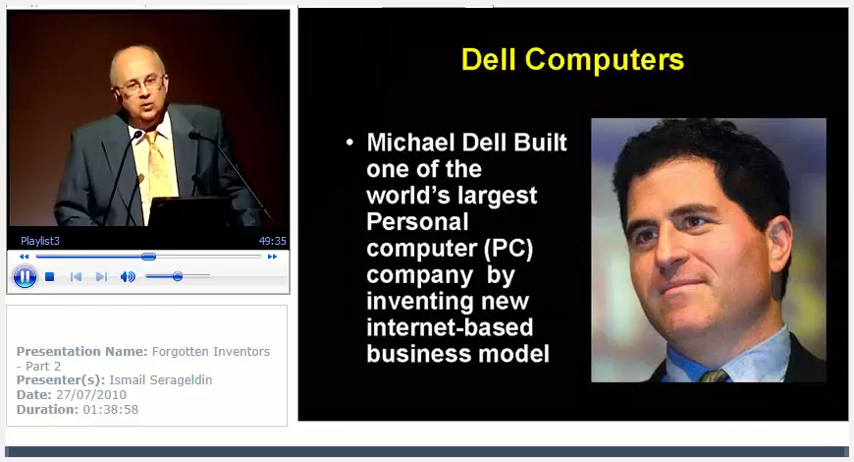 Dell Computers
• Michael Dell Built
one of the
world's largest
Personal
computer (PC)
company by
inventing new
internet-based
business model
Playlist3 49:35
Presentation Name: Forgotten Inventors
- Part 2
Presenter(s): Ismail Serageldin
Date: 27/07/2010
Duration: 01:38:58